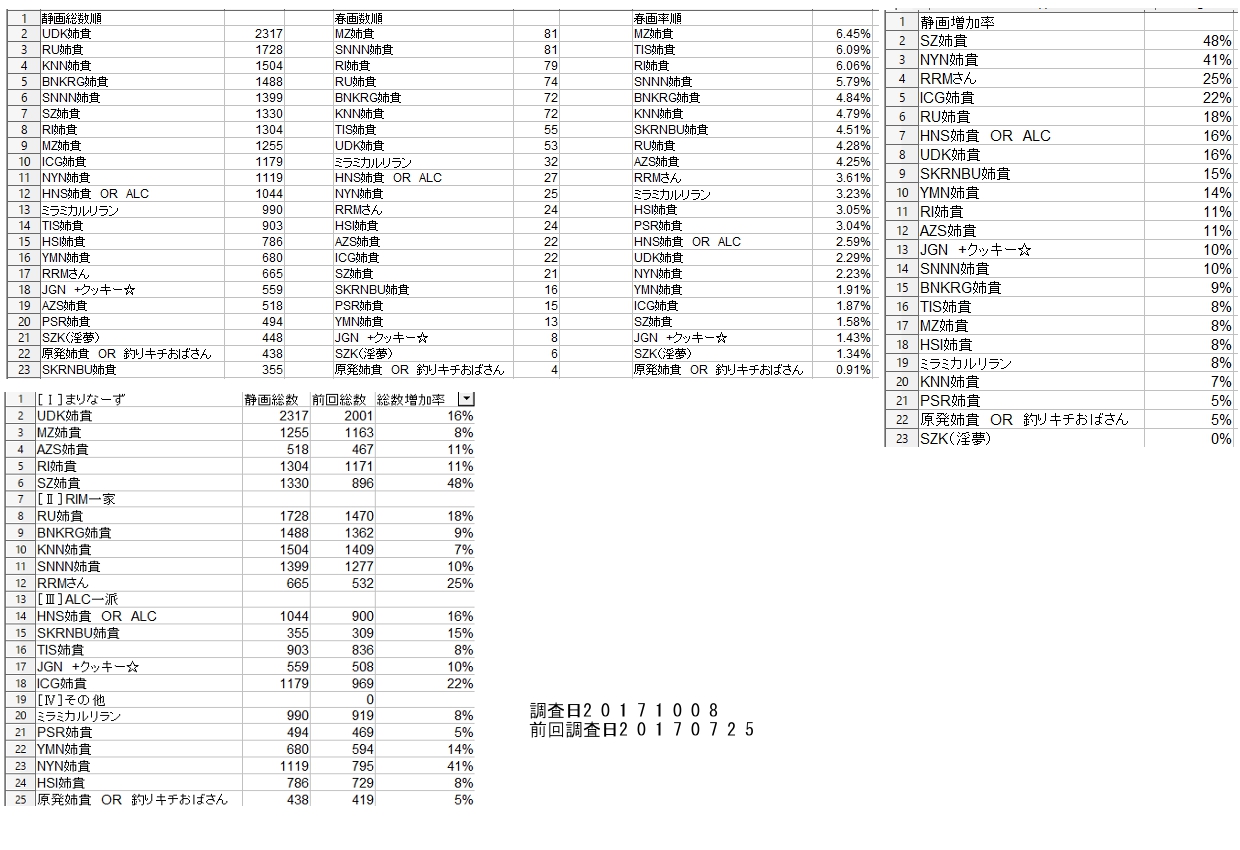 1 静画総数順 春画数順 春画率順
2 UDK姉貴 2317 MZ姉貴 81 MZ姉貴 6.45%
3 RU姉貴 1728 SNNN姉貴 81 TIS姉貴 6.09%
4 KNN姉貴 1504 RI姉貴 79 RI姉貴 6.06%
5 BNKRG姉貴 1488 RU姉貴 74 SNNN姉貴 5.79%
6 SNNN姉貴 1399 BNKRG姉貴 72 BNKRG姉貴 4.84%
7 SZ姉貴 1330 KNN姉貴 72 KNN姉貴 4.79%
8 RI姉貴 1304 TIS姉貴 55 SKRNBU姉貴 4.51%
9 MZ姉貴 1255 UDK姉貴 53 RU姉貴 4.28%
10 ICG姉貴 1179 ミラミカルリラン 32 AZS姉貴 4.25%
11 NYN姉貴 1119 HNS姉貴 OR ALC 27 RRMさん 3.61%
12 HNS姉貴 OR ALC 1044 NYN姉貴 25 ミラミカルリラン 3.23%
13 ミラミカルリラン 990 RRMさん 24 HSI姉貴 3.05%
14 TIS姉貴 903 HSI姉貴 24 PSR姉貴 3.04%
15 HSI姉貴 786 AZS姉貴 22 HNS姉貴 OR ALC 2.59%
16 YMN姉貴 680 ICG姉貴 22 UDK姉貴 2.29%
17 RRMさん 665 SZ姉貴 21 NYN姉貴 2.23%
18 JGN +クッキー☆ 559 SKRNBU姉貴 16 YMN姉貴 1.91%
19 AZS姉貴 518 PSR姉貴 15 ICG姉貴 1.87%
20 PSR姉貴 494 YMN姉貴 13 SZ姉貴 1.58%
21 SZK(淫夢) 448 JGN +クッキー☆ 8 JGN +クッキー☆ 1.43%
22 原発姉貴 OR 釣りキチおばさん 438 SZK(淫夢) 6 SZK(淫夢) 1.34%
23 SKRNBU姉貴 355 原発姉貴 OR 釣りキチおばさん 4 原発姉貴 OR 釣りキチおばさん 0.91%
1 静画増加率
2 SZ姉貴 48%
3 NYN姉貴 41%
4 RRMさん 25%
5 ICG姉貴 22%
6 RU姉貴 18%
7 HNS姉貴 OR ALC 16%
8 UDK姉貴 16%
9 SKRNBU姉貴 15%
10 YMN姉貴 14%
11 RI姉貴 11%
12 AZS姉貴 11%
13 JGN +クッキー☆ 10%
14 SNNN姉貴 10%
15 BNKRG姉貴 9%
16 TIS姉貴 8%
17 MZ姉貴 8%
18 HSI姉貴 8%
19 ミラミカルリラン 8%
20 KNN姉貴 7%
21 PSR姉貴 5%
22 原発姉貴 OR 釣りキチおばさん 5%
23 SZK(淫夢) 0%
1 [Ⅰ]まりなーず 静画総数 前回総数 総数増加率
2 UDK姉貴 2317 2001 16%
3 MZ姉貴 1255 1163 8%
4 AZS姉貴 518 467 11%
5 RI姉貴 1304 1171 11%
6 SZ姉貴 1330 896 48%
7 [Ⅱ]RIM一家
8 RU姉貴 1728 1470 18%
9 BNKRG姉貴 1488 1362 9%
10 KNN姉貴 1504 1409 7%
11 SNNN姉貴 1399 1277 10%
12 RRMさん 665 532 25%
13 [Ⅲ]ALC一派
14 HNS姉貴 OR ALC 1044 900 16%
15 SKRNBU姉貴 355 309 15%
16 TIS姉貴 903 836 8%
17 JGN +クッキー☆ 559 508 10%
18 ICG姉貴 1179 969 22%
19 [Ⅳ]その他 0
20 ミラミカルリラン 990 919 8%
21 PSR姉貴 494 469 5%
22 YMN姉貴 680 594 14%
23 NYN姉貴 1119 795 41%
24 HSI姉貴 786 729 8%
25 原発姉貴 OR 釣りキチおばさん 438 419 5%
調査日20171008
前回調査日20170725